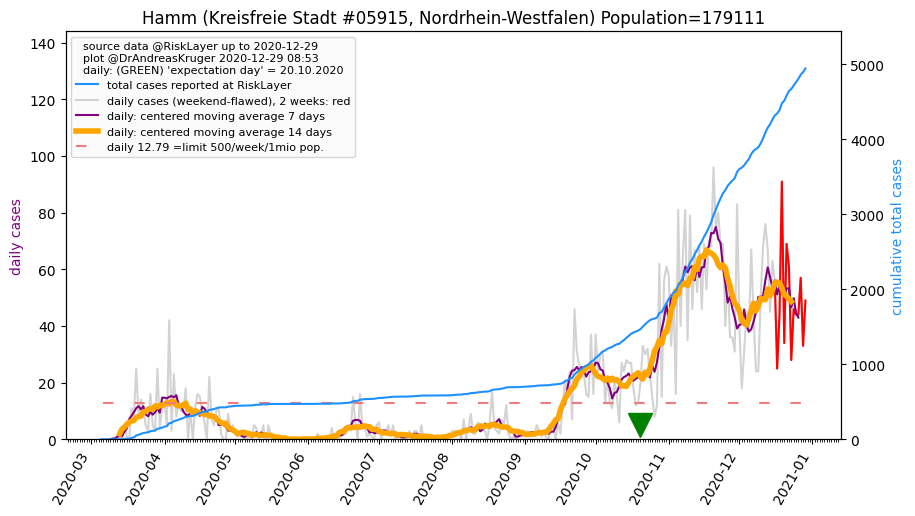 Hamm (Kreisfreie Stadt #05915, Nordrhein-Westfalen) Population=179111
source data @RiskLayer up to 2020-12-29
plot @DrAndreasKruger 2020-12-29 08:53
daily: (GREEN) 'expectation day' = 20.10.2020
total cases reported at RiskLayer
daily cases (weekend-flawed), 2 weeks: red
daily: centered moving average 7 days
daily: centered moving average 14 days
daily 12.79 =limit 500/week/1mio pop.
daily cases
140
120
100
80
60
40
20
0
cumulative total cases
5000
4000
3000
2000
1000
0
2020-03
2020-04
2020-05
2020-06
2020-07
2020-08
2020-09
2020-10
2020-11
2020-12
2021-01